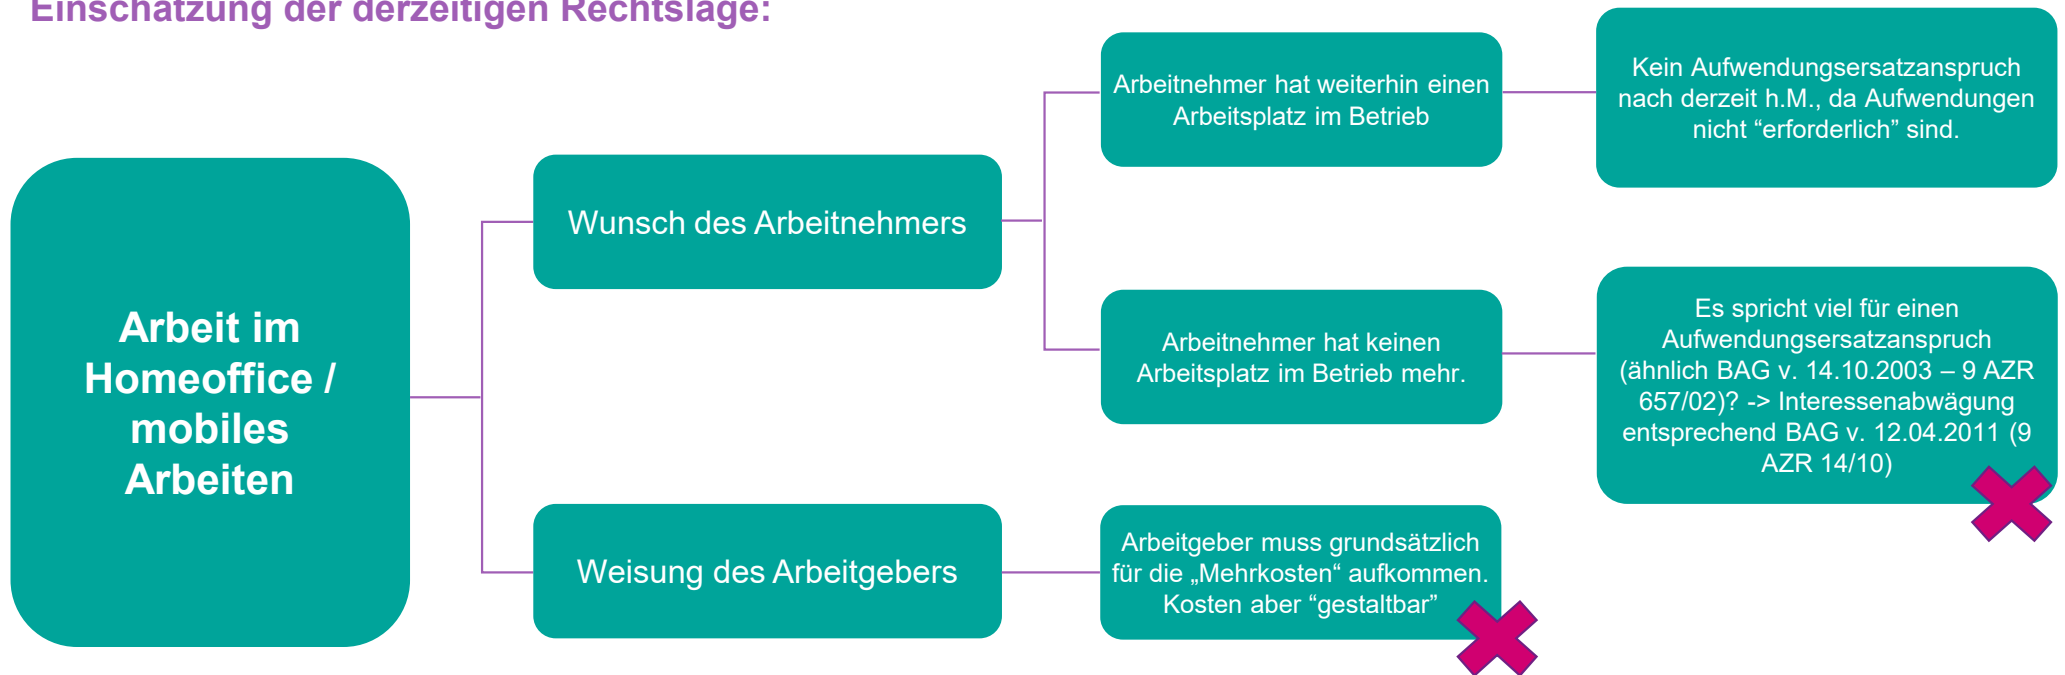 Einschätzung der derzeitigen Rechtslage:
Arbeit im
Homeoffice /
mobiles
Arbeiten
Wunsch des Arbeitnehmers
Arbeitnehmer hat weiterhin einen
Arbeitsplatz im Betrieb
Kein Aufwendungsersatzanspruch
nach derzeit h.M., da Aufwendungen
nicht “erforderlich” sind.
Arbeitnehmer hat keinen
Arbeitsplatz im Betrieb mehr.
Es spricht viel für einen
Aufwendungsersatzanspruch
(ähnlich BAG v. 14.10.2003 – 9 AZR
657/02)? -> Interessenabwägung
entsprechend BAG v. 12.04.2011 (9
AZR 14/10)
Weisung des Arbeitgebers
Arbeitgeber muss grundsätzlich
für die „Mehrkosten“ aufkommen.
Kosten aber “gestaltbar”